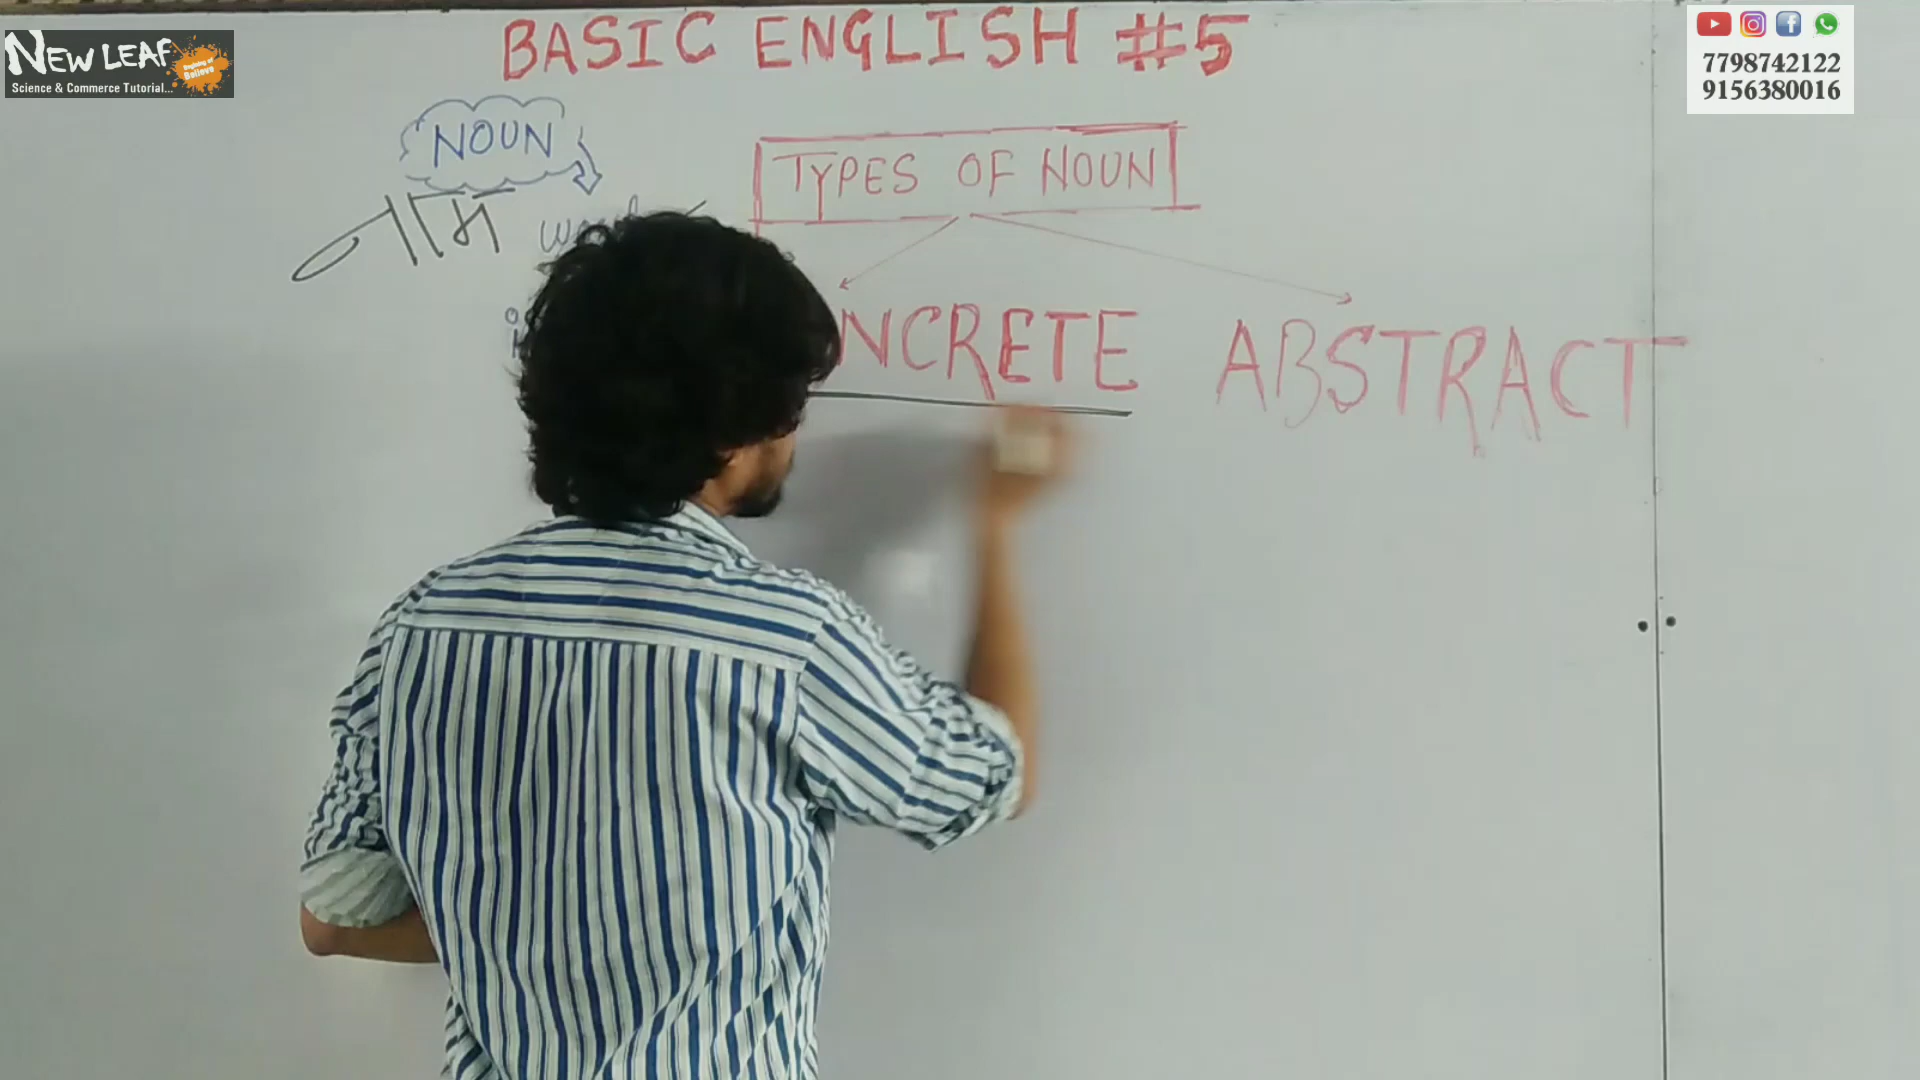 BASIC ENGLISH #5
NEW LEAF
Science & Commerce Tutorial...
7798742122
9156380016
NOUN
नाम
TYPES OF NOUN
NCRETE
ABSTRACT